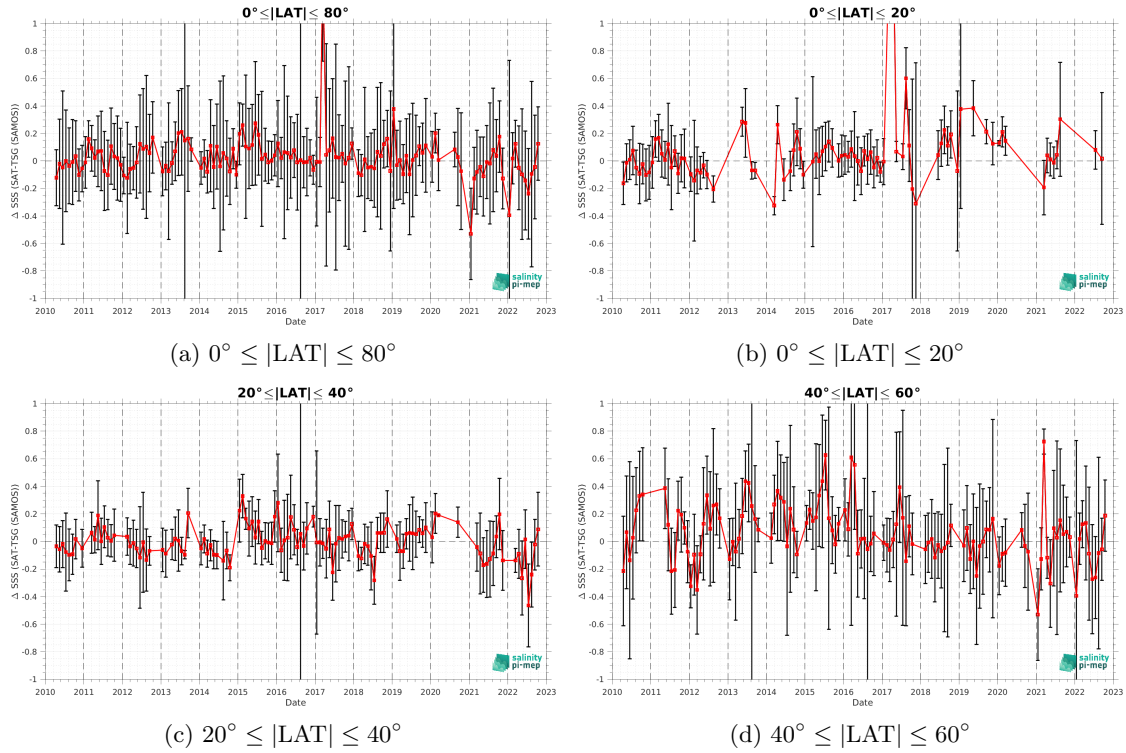 0°≤|LAT|≤ 80°
Δ SSS (SAT-TSG (SAMOS))
1
0.8
0.6
0.4
0.2
0
-0.2
-0.4
-0.6
-0.8
-1
2010 2011 2012 2013 2014 2015 2016 2017 2018 2019 2020 2021 2022 2023
Date
salinity
pi-mep
(a) 0° ≤ |LAT| ≤ 80°
0°≤|LAT|≤ 20°
Δ SSS (SAT-TSG (SAMOS))
1
0.8
0.6
0.4
0.2
0
-0.2
-0.4
-0.6
-0.8
-1
2010 2011 2012 2013 2014 2015 2016 2017 2018 2019 2020 2021 2022 2023
Date
salinity
pi-mep
(b) 0° ≤ |LAT| ≤ 20°
20°≤|LAT|≤ 40°
Δ SSS (SAT-TSG (SAMOS))
1
0.8
0.6
0.4
0.2
0
-0.2
-0.4
-0.6
-0.8
-1
2010 2011 2012 2013 2014 2015 2016 2017 2018 2019 2020 2021 2022 2023
Date
salinity
pi-mep
(c) 20° ≤ |LAT| ≤ 40°
40°≤|LAT|≤ 60°
Δ SSS (SAT-TSG (SAMOS))
1
0.8
0.6
0.4
0.2
0
-0.2
-0.4
-0.6
-0.8
-1
2010 2011 2012 2013 2014 2015 2016 2017 2018 2019 2020 2021 2022 2023
Date
salinity
pi-mep
(d) 40° ≤ |LAT| ≤ 60°